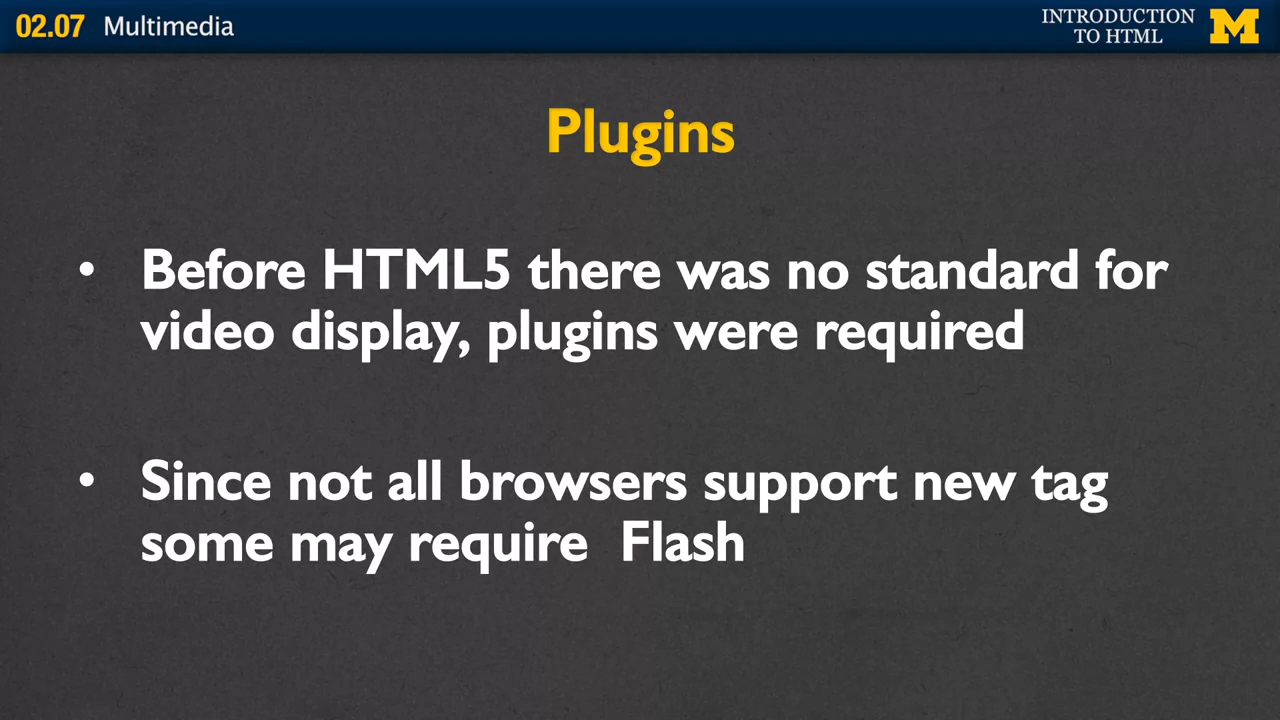 02.07 Multimedia
INTRODUCTION
TO HTML
M
Plugins
• Before HTML5 there was no standard for
video display, plugins were required
• Since not all browsers support new tag
some may require  Flash